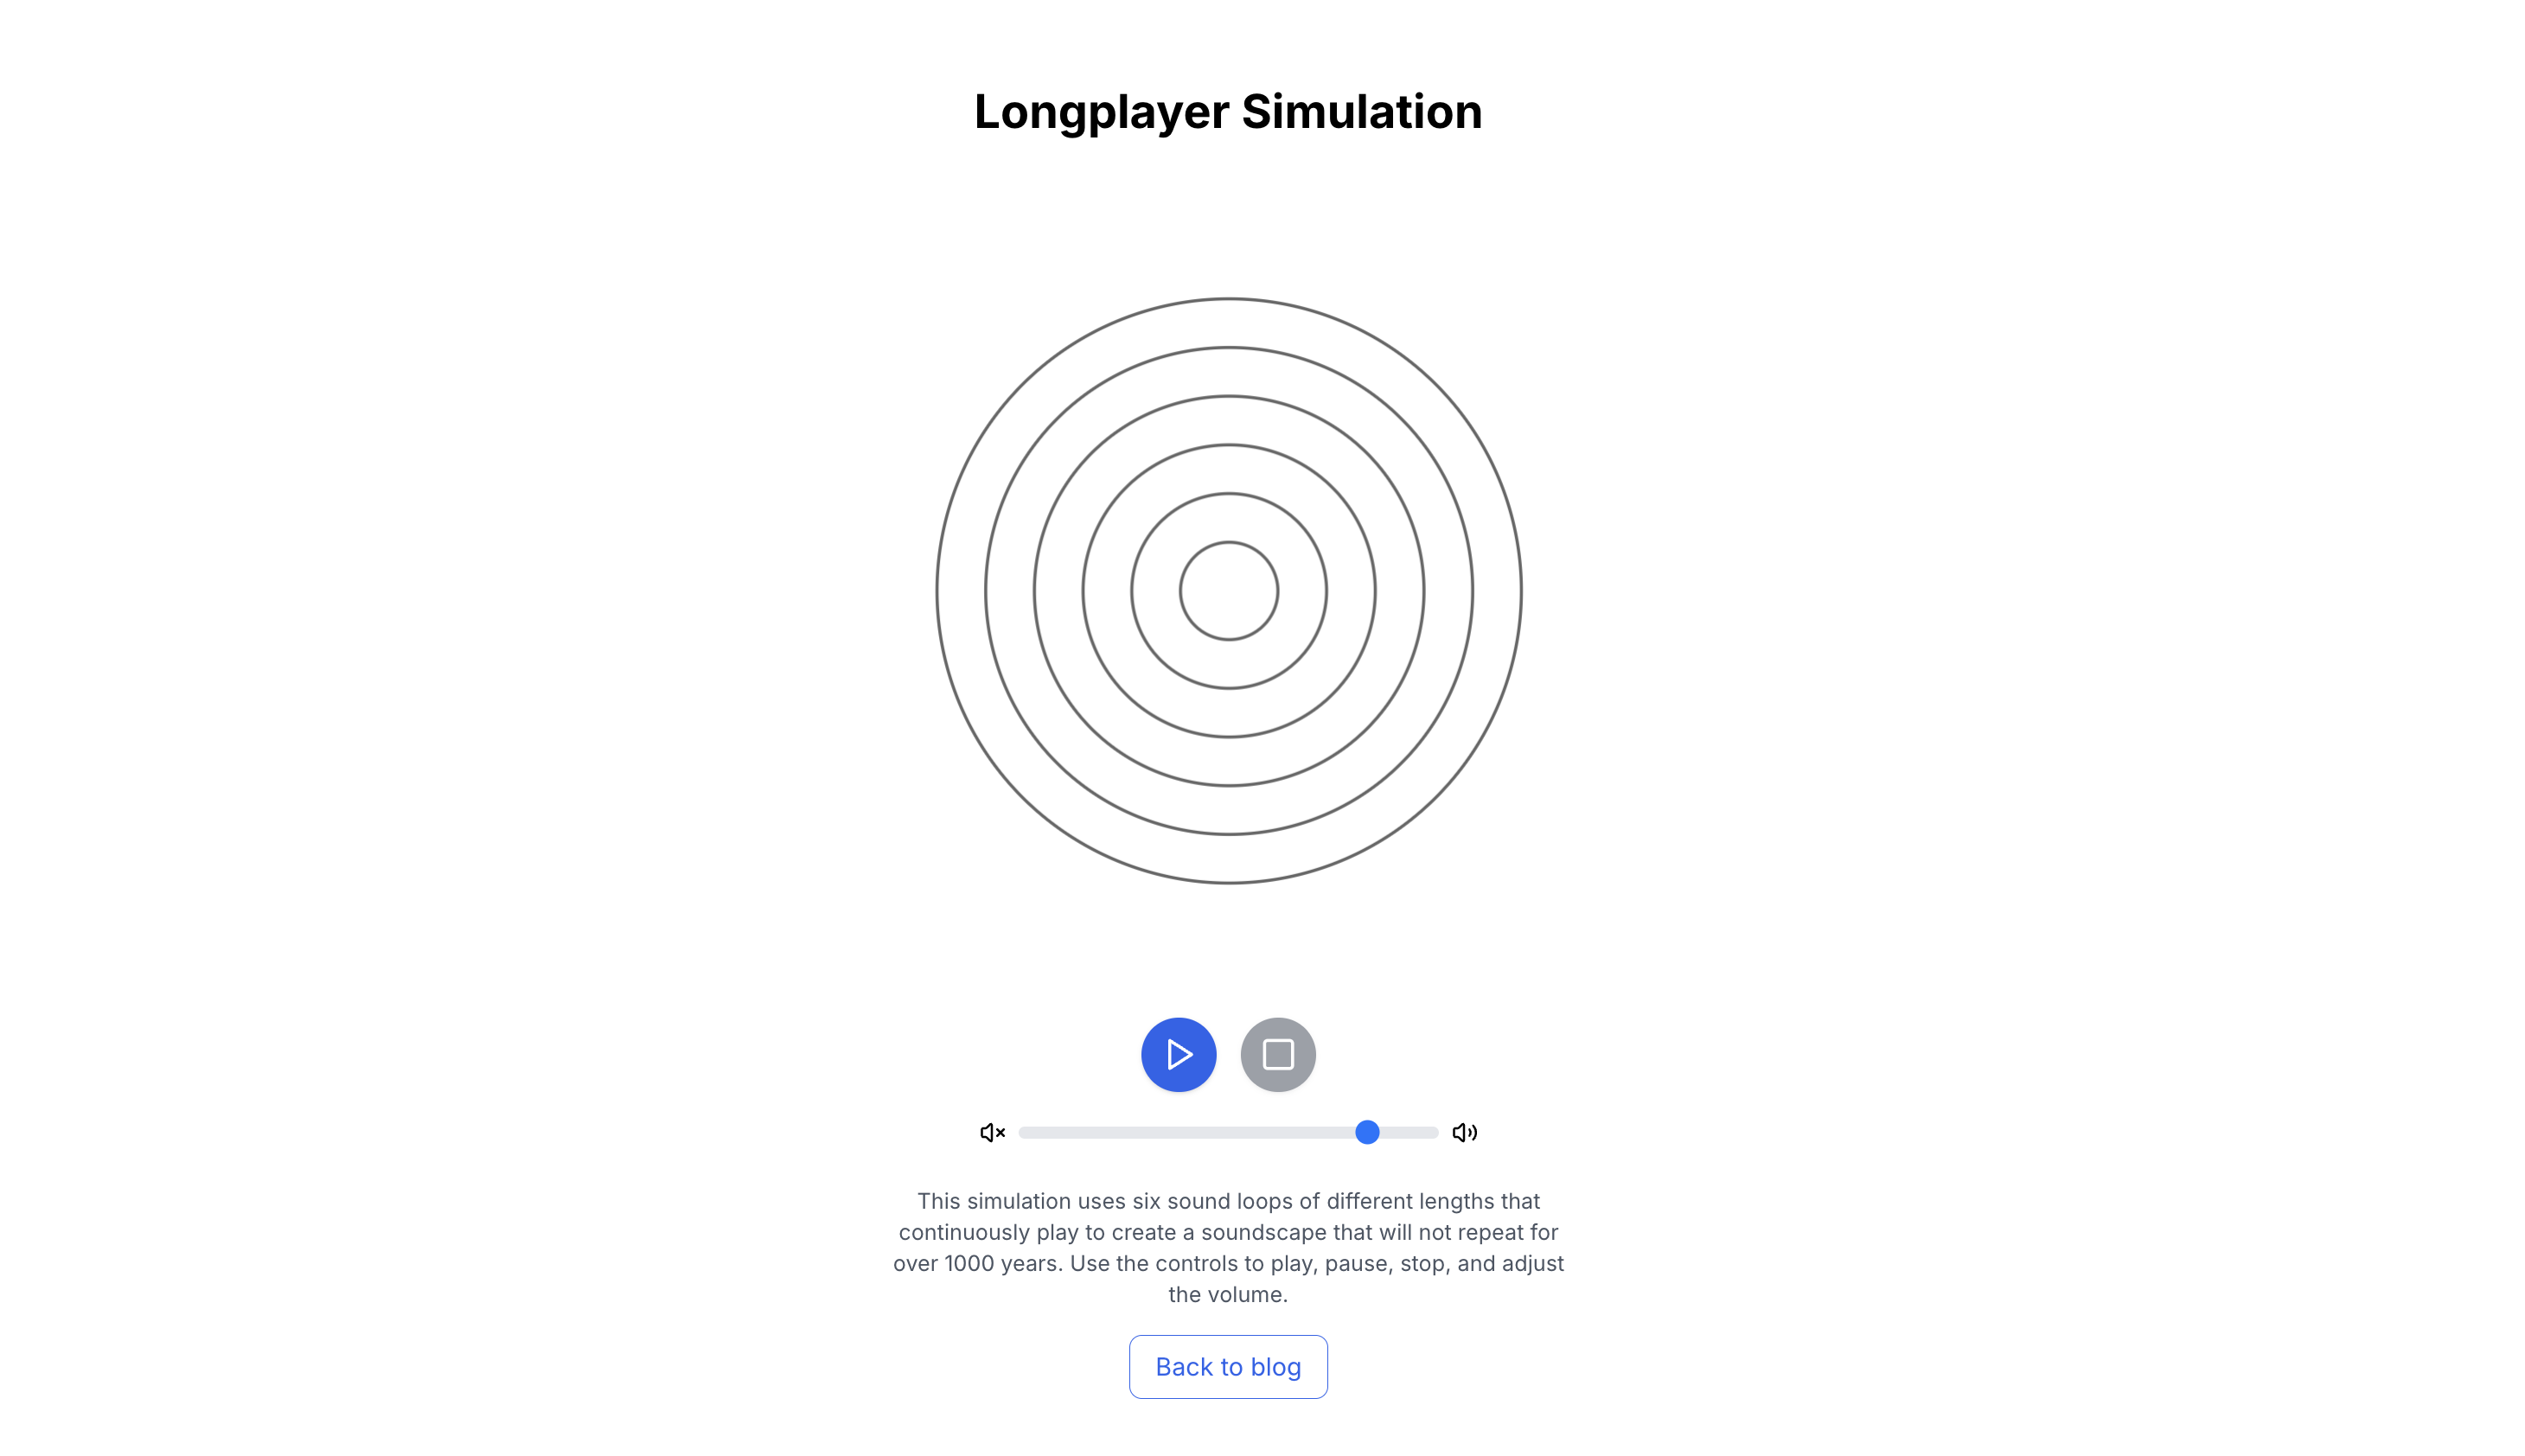 Longplayer Simulation
This simulation uses six sound loops of different lengths that
continuously play to create a soundscape that will not repeat for
over 1000 years. Use the controls to play, pause, stop, and adjust
the volume.
Back to blog